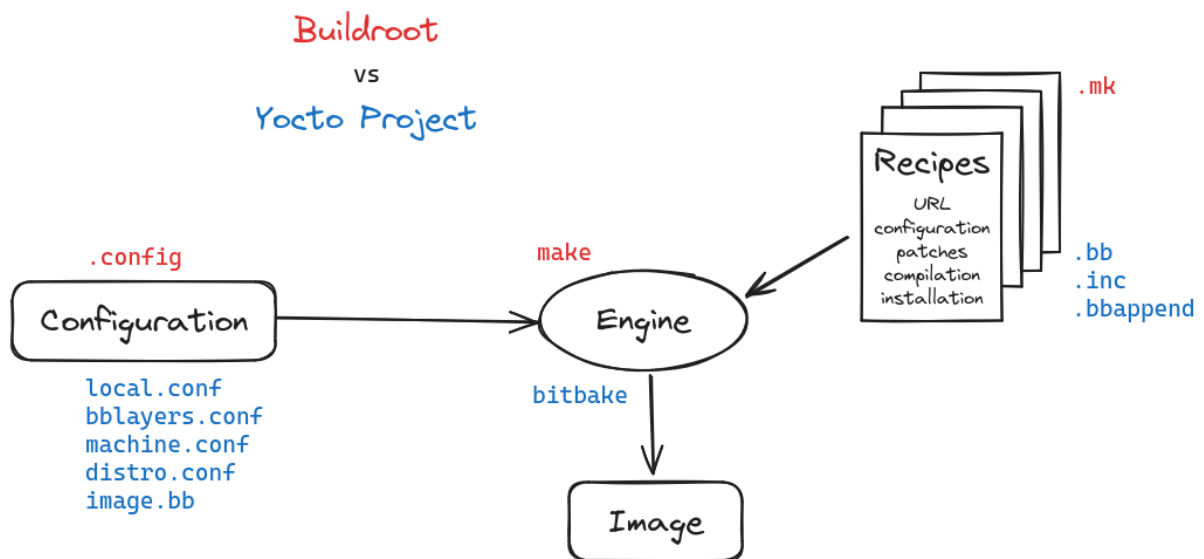 Buildroot
vs
Yocto Project
.config
Configuration
local.conf
bblayers.conf
machine.conf
distro.conf
image.bb
make
Engine
bitbake
Image
Recipes
URL
configuration
patches
compilation
installation
.mk
.bb
.inc
.bbappend